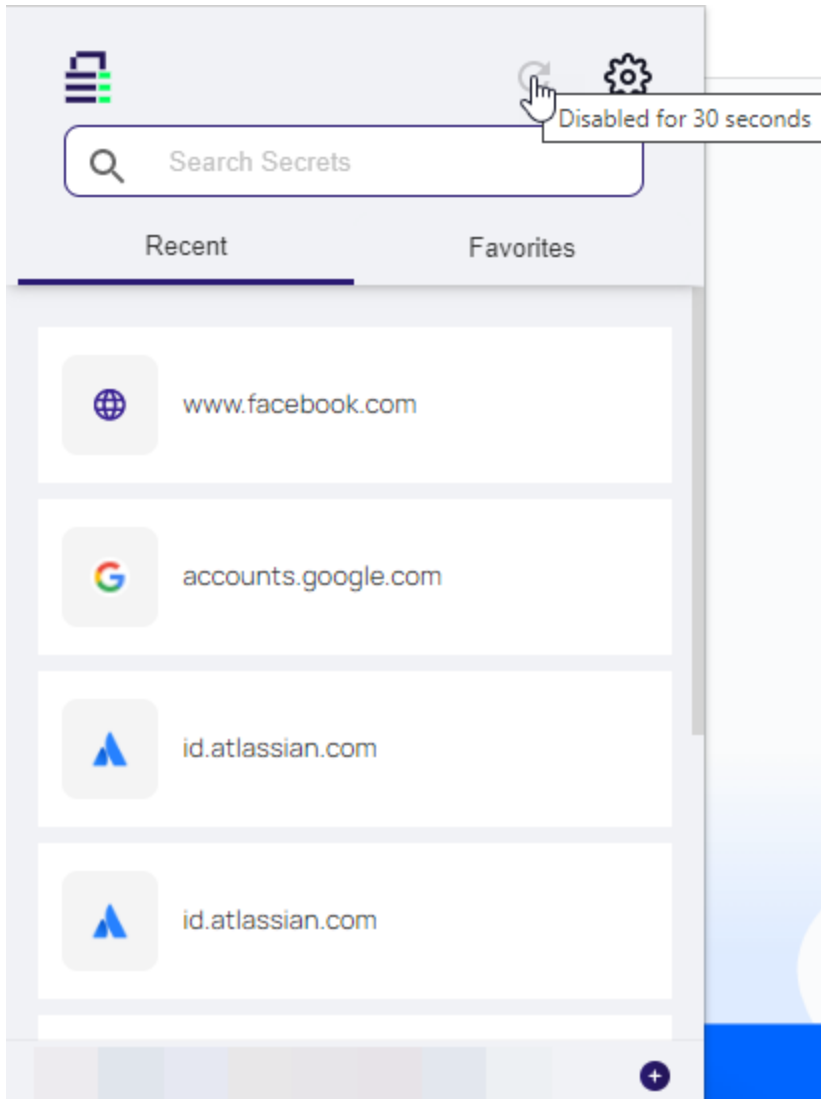 Disabled for 30 seconds
Search Secrets
Recent Favorites
www.facebook.com
accounts.google.com
id.atlassian.com
id.atlassian.com